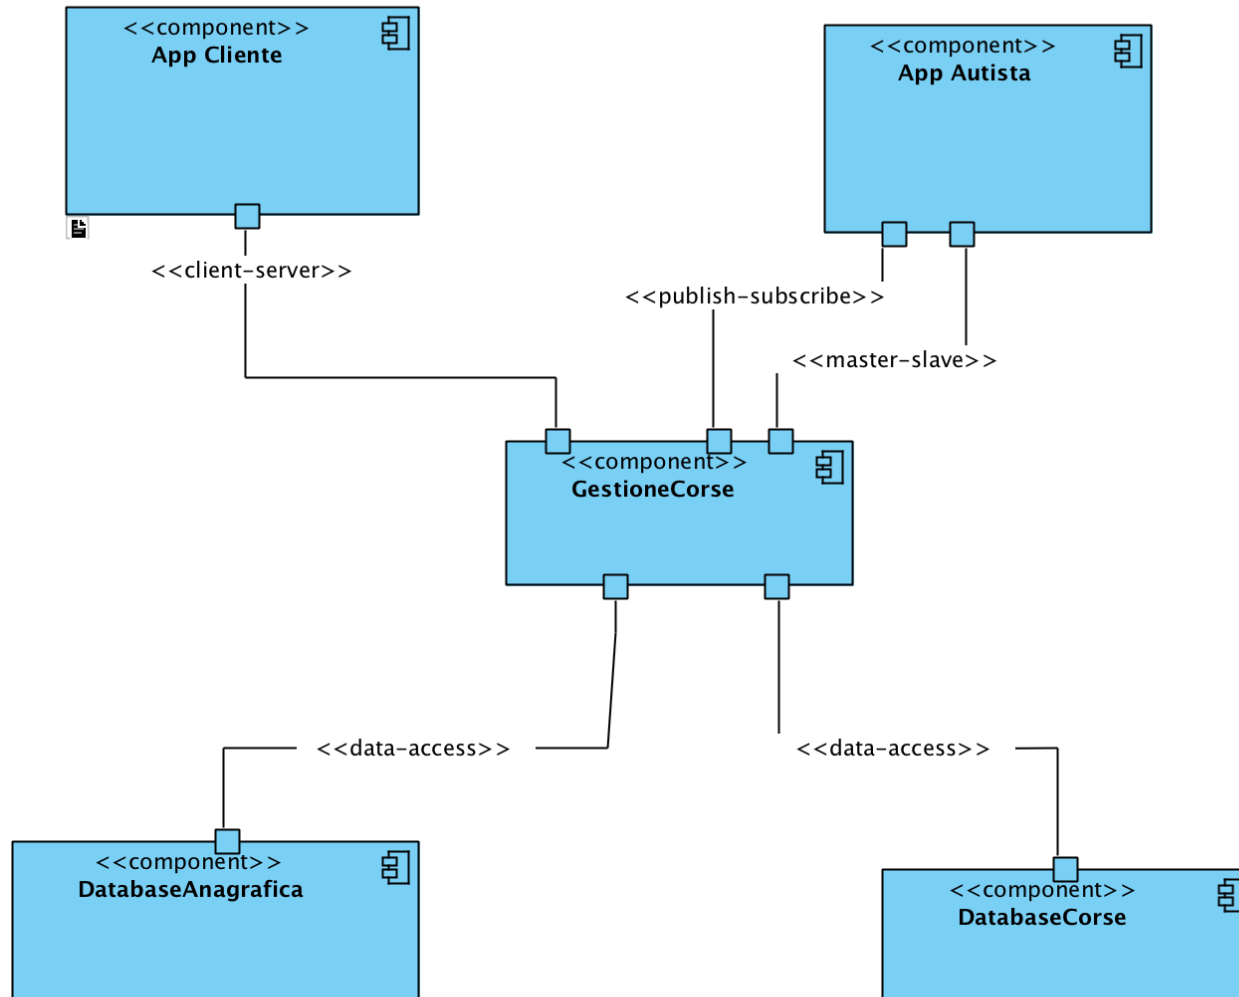 <<component>>
App Cliente
<<component>>
App Autista
<<client-server>>
<<publish-subscribe>>
<<master-slave>>
<<component>>
GestioneCorse
<<data-access>>
<<data-access>>
<<component>>
DatabaseAnagrafica
<<component>>
DatabaseCorse